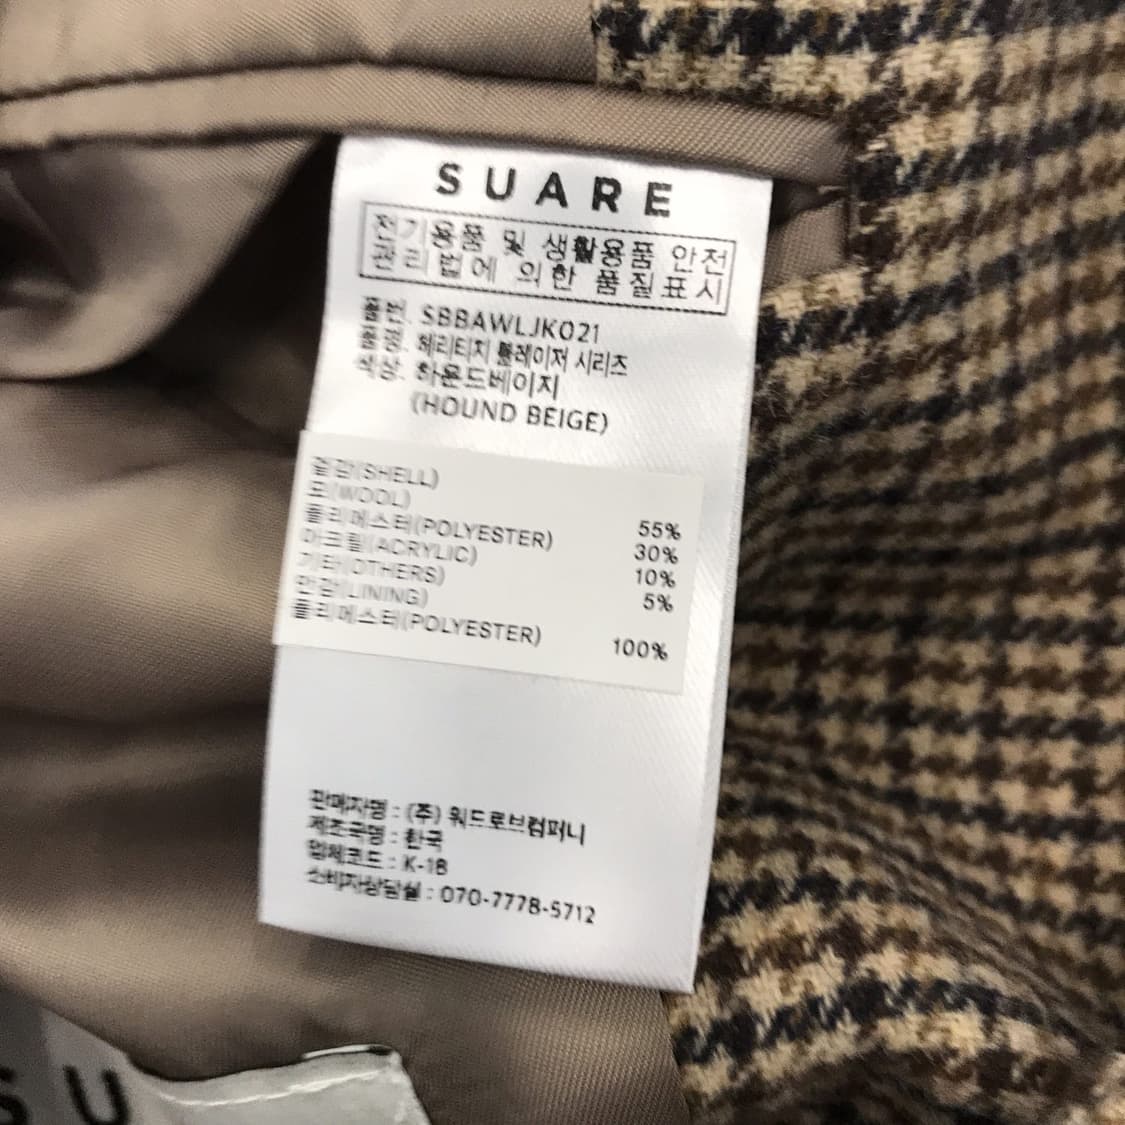 SUARE
전기용품 및 생활용품 안전
관리법에 의한 품질표시
품번. SBBAWLJK021
품명. 헤리티지 블레이저 시리즈
색상. 하운드베이지
(HOUND BEIGE)
겉감(SHELL)
모(WOOL) 55%
폴리에스터(POLYESTER) 30%
아크릴(ACRYLIC) 10%
기타(OTHERS) 5%
안감(LINING)
폴리에스터(POLYESTER) 100%
판매자명 : (주) 워드로브컴퍼니
제조국명 : 한국
업체코드 : K-18
소비자상담실 : 070-7778-5712
SU